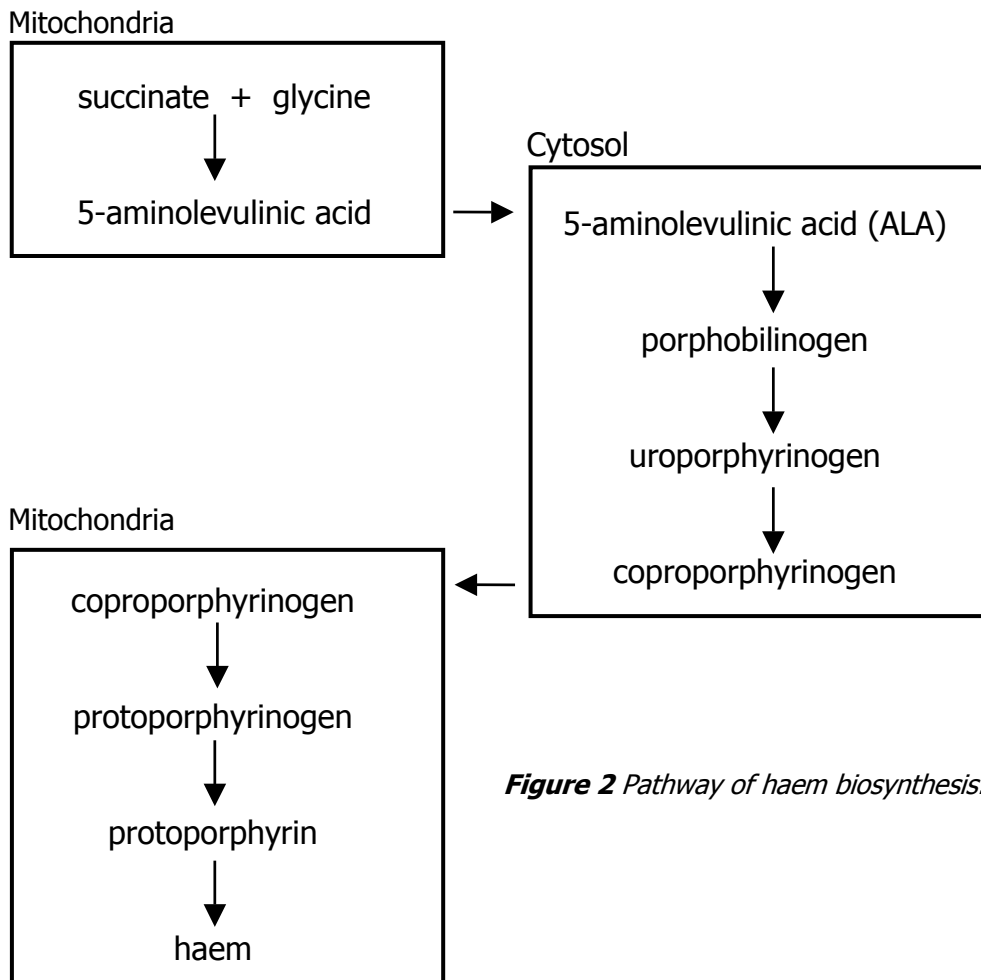 Mitochondria
succinate + glycine
5-aminolevulinic acid
Cytosol
5-aminolevulinic acid (ALA)
porphobilinogen
uroporphyrinogen
coproporphyrinogen
Mitochondria
coproporphyrinogen
protoporphyrinogen
protoporphyrin
haem
Figure 2 Pathway of haem biosynthesis.